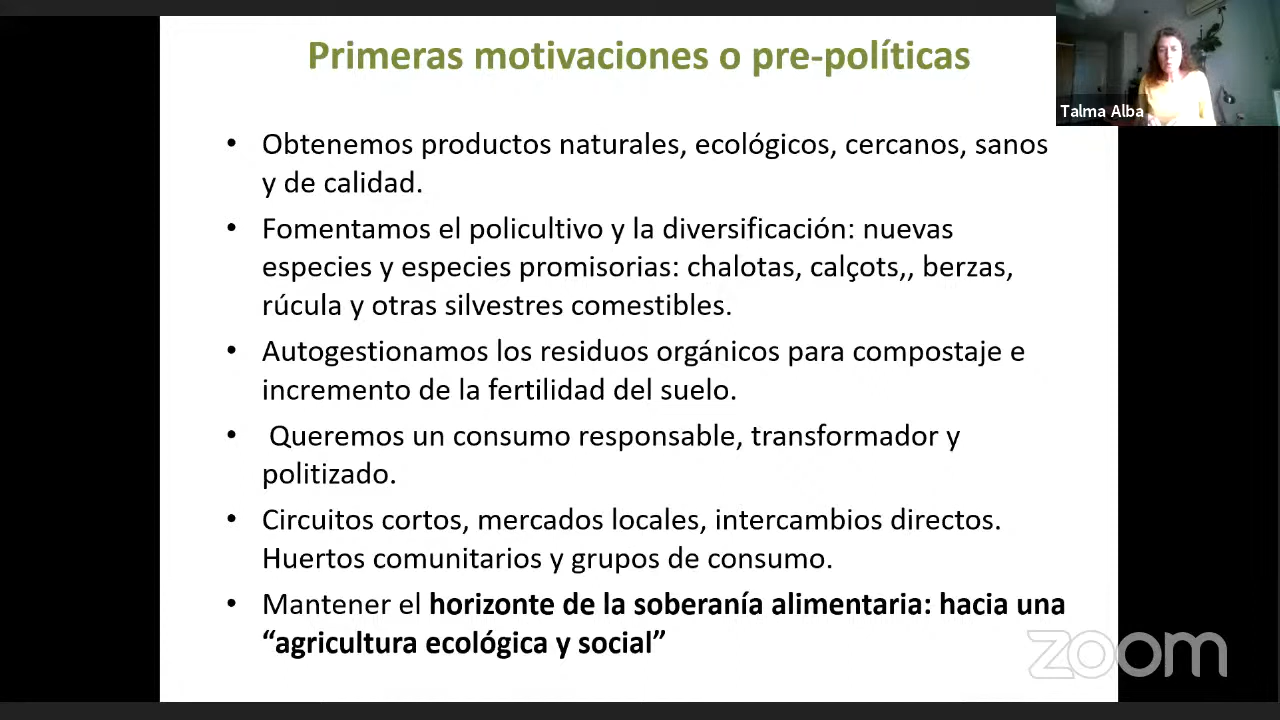 Primeras motivaciones o pre-políticas
Talma Alba
• Obtenemos productos naturales, ecológicos, cercanos, sanos
y de calidad.
• Fomentamos el policultivo y la diversificación: nuevas
especies y especies promisorias: chalotas, calçots,, berzas,
rúcula y otras silvestres comestibles.
• Autogestionamos los residuos orgánicos para compostaje e
incremento de la fertilidad del suelo.
• Queremos un consumo responsable, transformador y
politizado.
• Circuitos cortos, mercados locales, intercambios directos.
Huertos comunitarios y grupos de consumo.
• Mantener el horizonte de la soberanía alimentaria: hacia una
“agricultura ecológica y social”
zoom